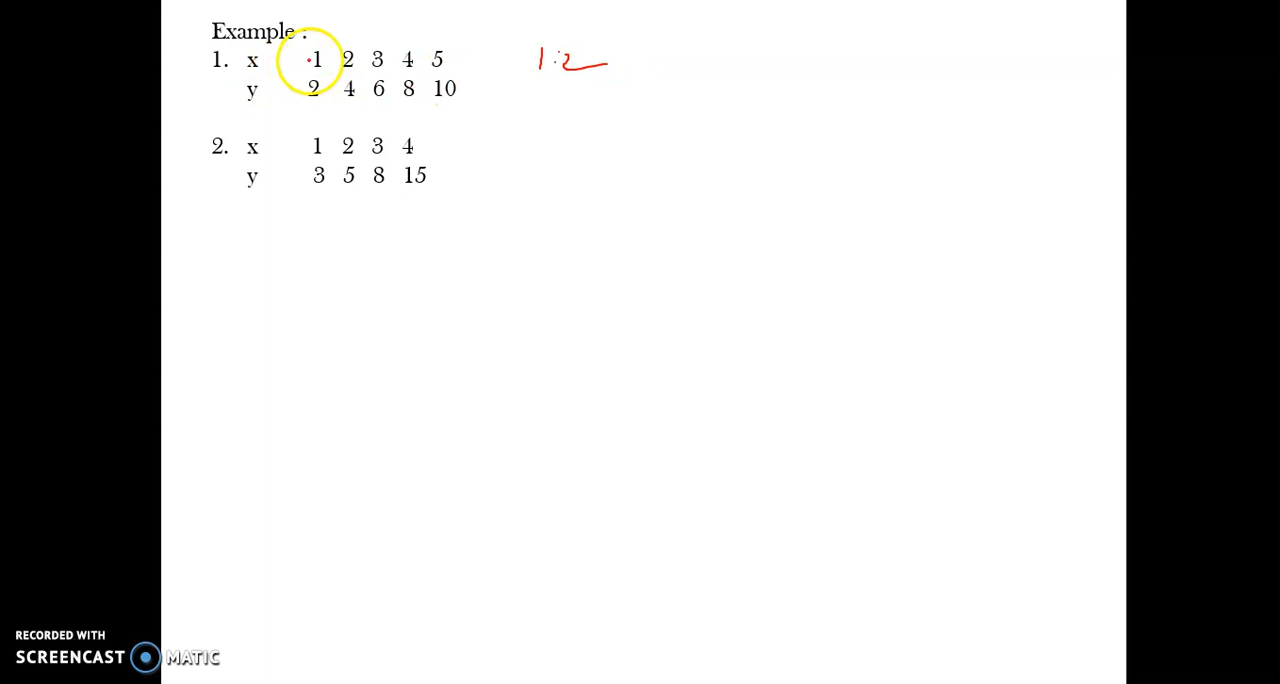 Example :
1. x 1 2 3 4 5 1:2
y 2 4 6 8 10
2. x 1 2 3 4
y 3 5 8 15
RECORDED WITH
SCREENCAST MATIC